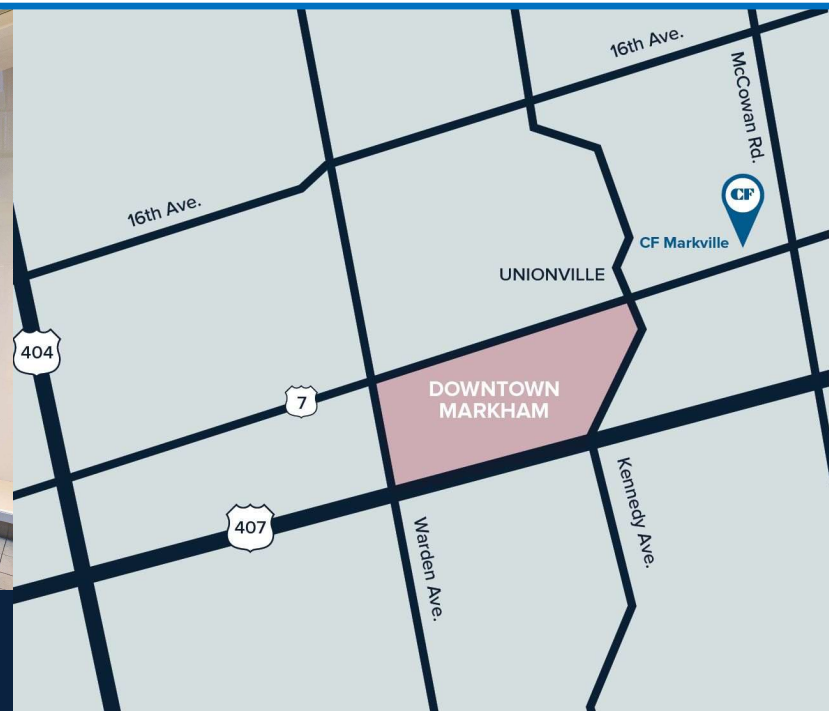 16th Ave.
McCowan Rd.
CF
16th Ave.
CF Markville
UNIONVILLE
404
DOWNTOWN
MARKHAM
7
407
Kennedy Ave.
Warden Ave.